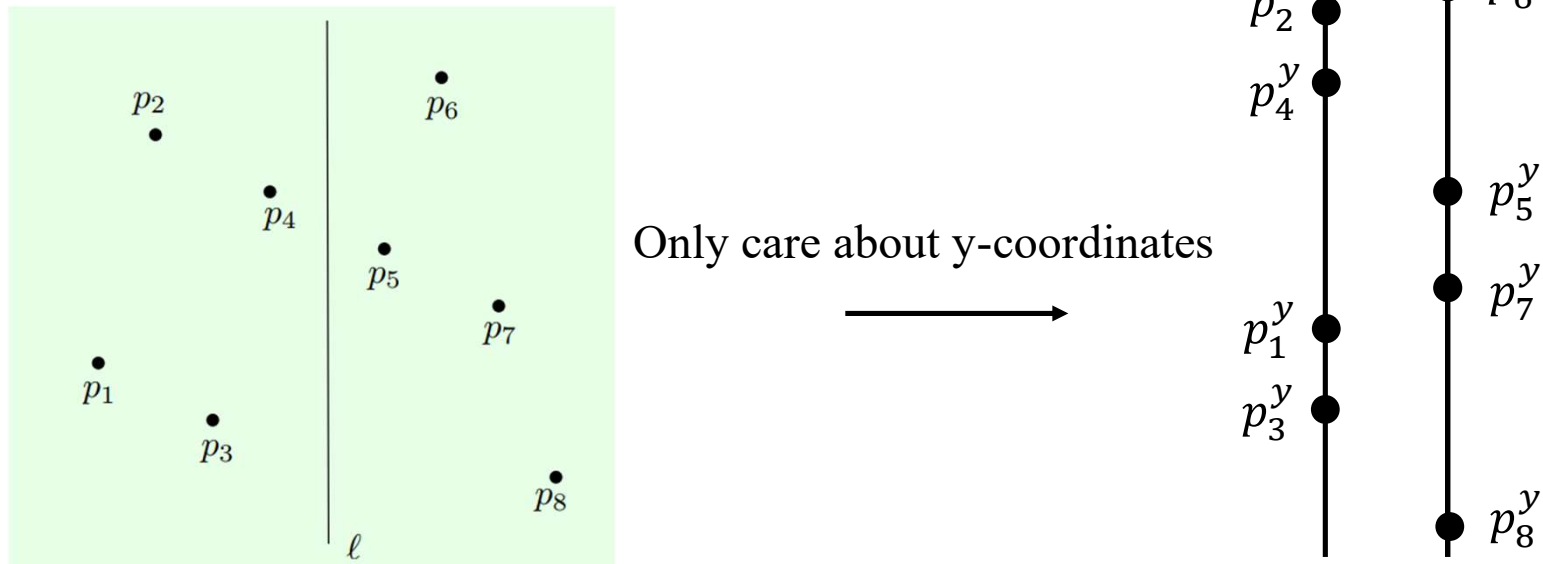 p₂
p₆
p₄
p₅
p₇
p₁
p₃
p₈
ℓ
Only care about y-coordinates
p₂
p₄ʸ
p₁ʸ
p₃ʸ
p₅ʸ
p₇ʸ
p₈ʸ